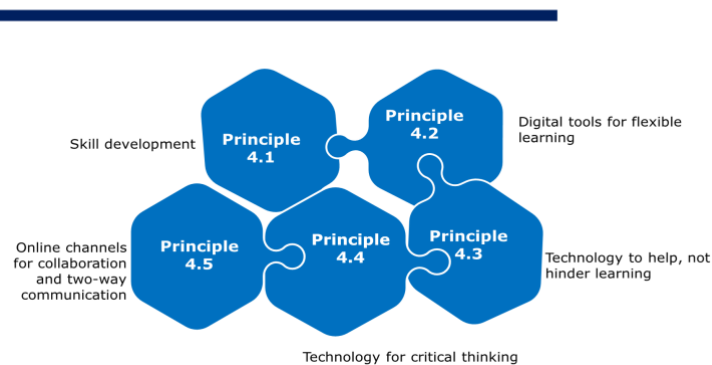 Skill development
Principle
4.1
Principle
4.2
Digital tools for flexible
learning
Online channels
for collaboration
and two-way
communication
Principle
4.5
Principle
4.4
Principle
4.3
Technology to help, not
hinder learning
Technology for critical thinking